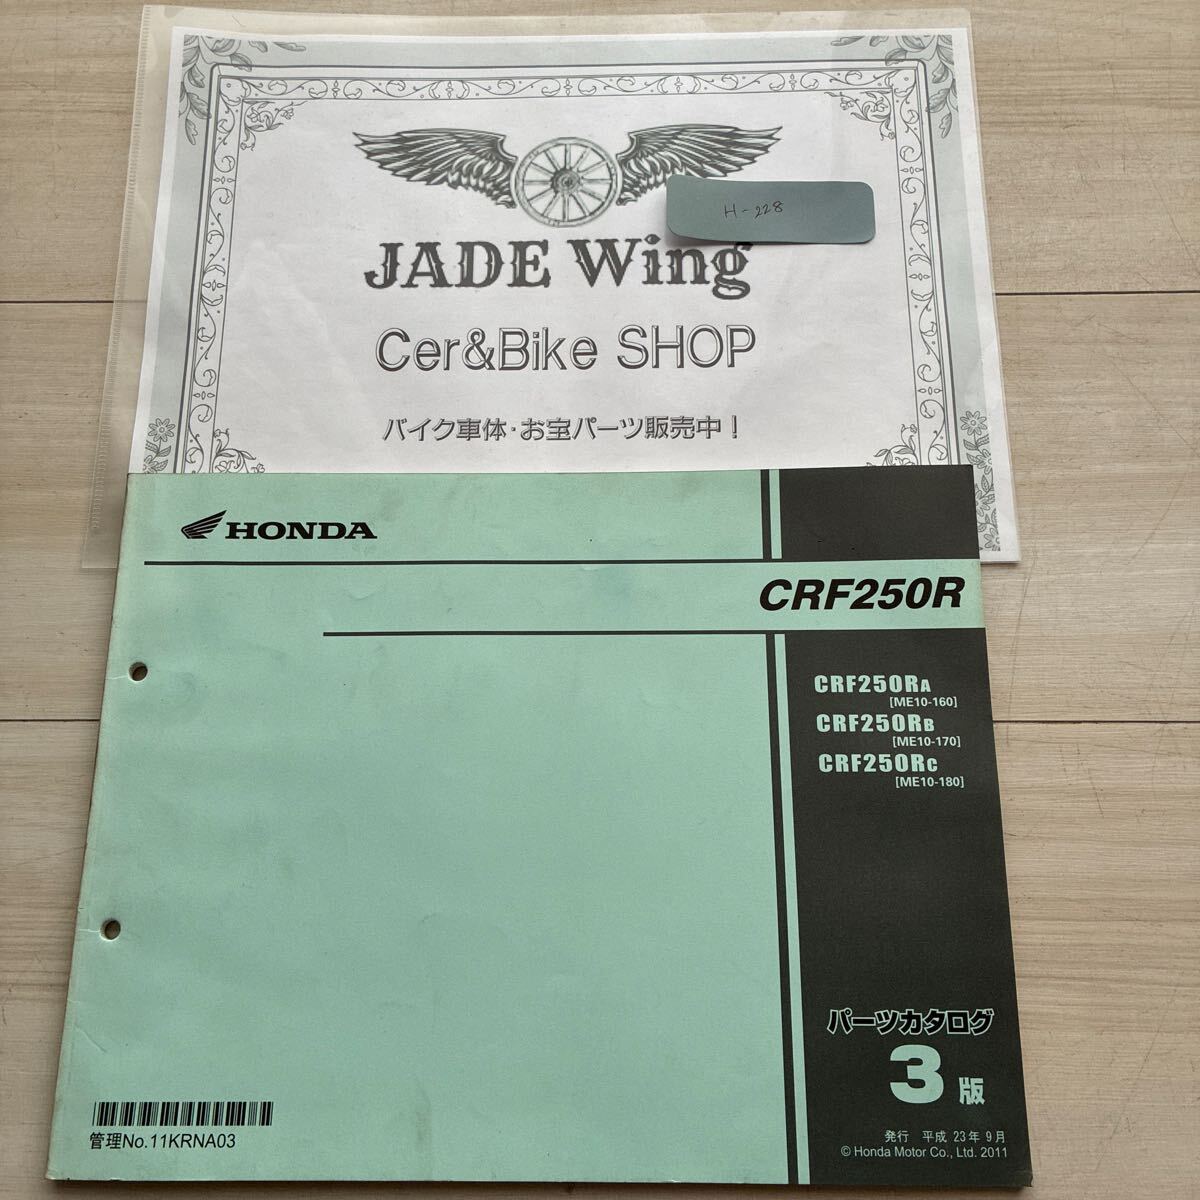 H-228
JADE Wing
Cer&Bike SHOP
バイク車体・お宝パーツ販売中！
HONDA
CRF250R
CRF250RA
[ME10-160]
CRF250RB
[ME10-170]
CRF250RC
[ME10-180]
パーツカタログ
3版
管理No.11KRNA03
発行 平成 23年 9月
© Honda Motor Co., Ltd. 2011